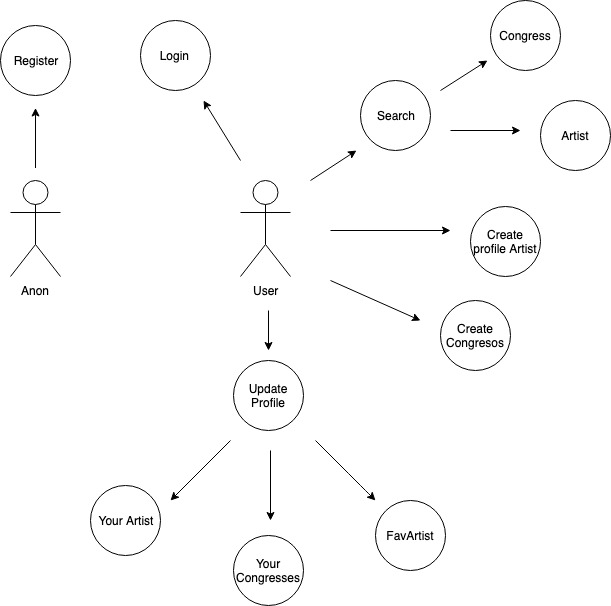 Congress
Register
Login
Search
Artist
Create
profile Artist
Anon
User
Create
Congresos
Update
Profile
Your Artist
FavArtist
Your
Congresses